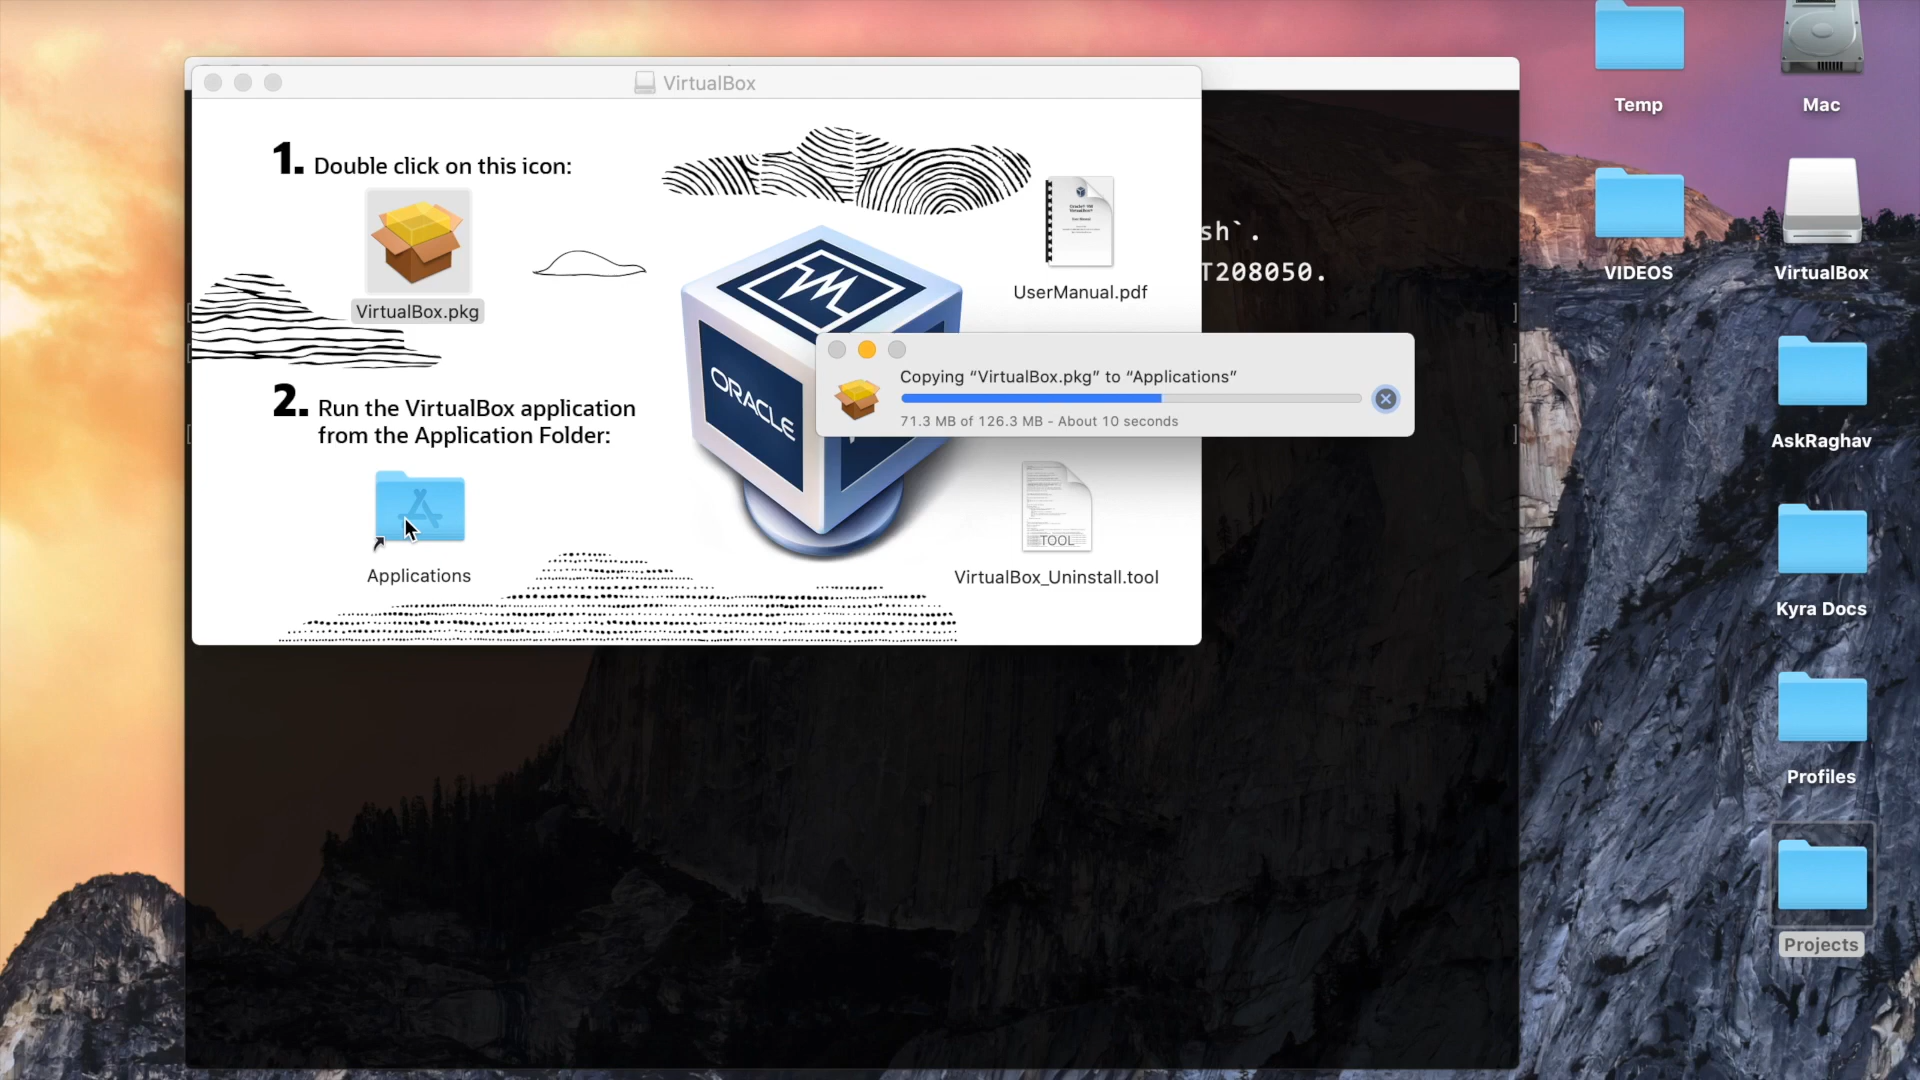 VirtualBox
1. Double click on this icon:
VirtualBox.pkg
2. Run the VirtualBox application
from the Application Folder:
Applications
ORACLE
UserManual.pdf
TOOL
VirtualBox_Uninstall.tool
Copying “VirtualBox.pkg” to “Applications”
71.3 MB of 126.3 MB - About 10 seconds
sh`.
T208050.
Temp
Mac
VIDEOS
VirtualBox
AskRaghav
Kyra Docs
Profiles
Projects